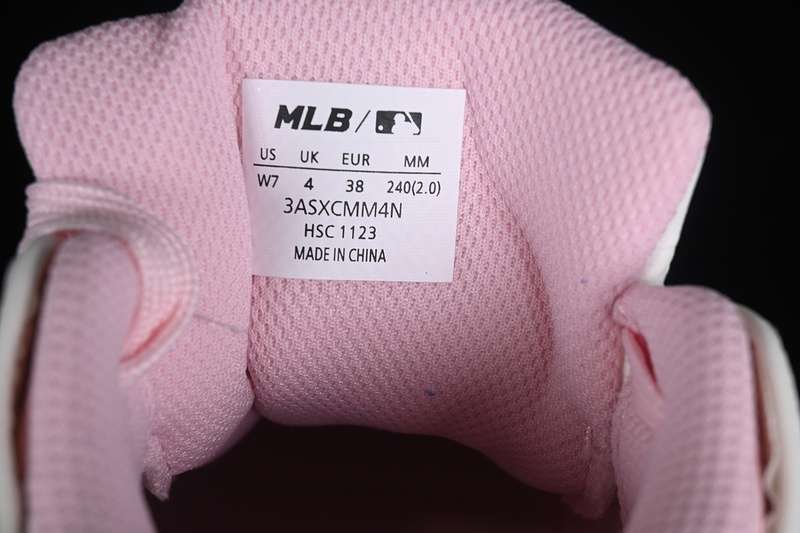 MLB /
US UK EUR MM
W7 4 38 240(2.0)
3ASXCMM4N
HSC 1123
MADE IN CHINA